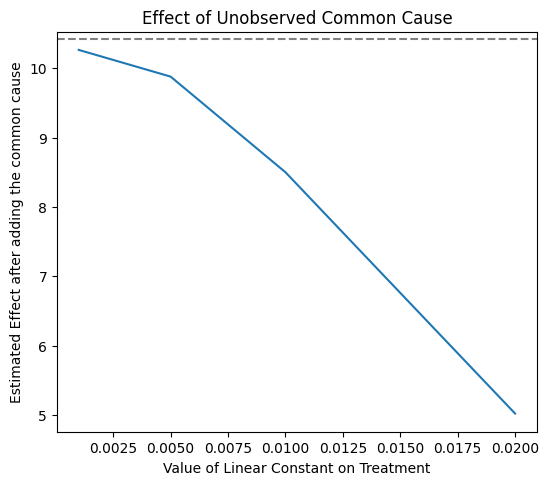 Effect of Unobserved Common Cause
Estimated Effect after adding the common cause
10
9
8
7
6
5
0.0025 0.0050 0.0075 0.0100 0.0125 0.0150 0.0175 0.0200
Value of Linear Constant on Treatment